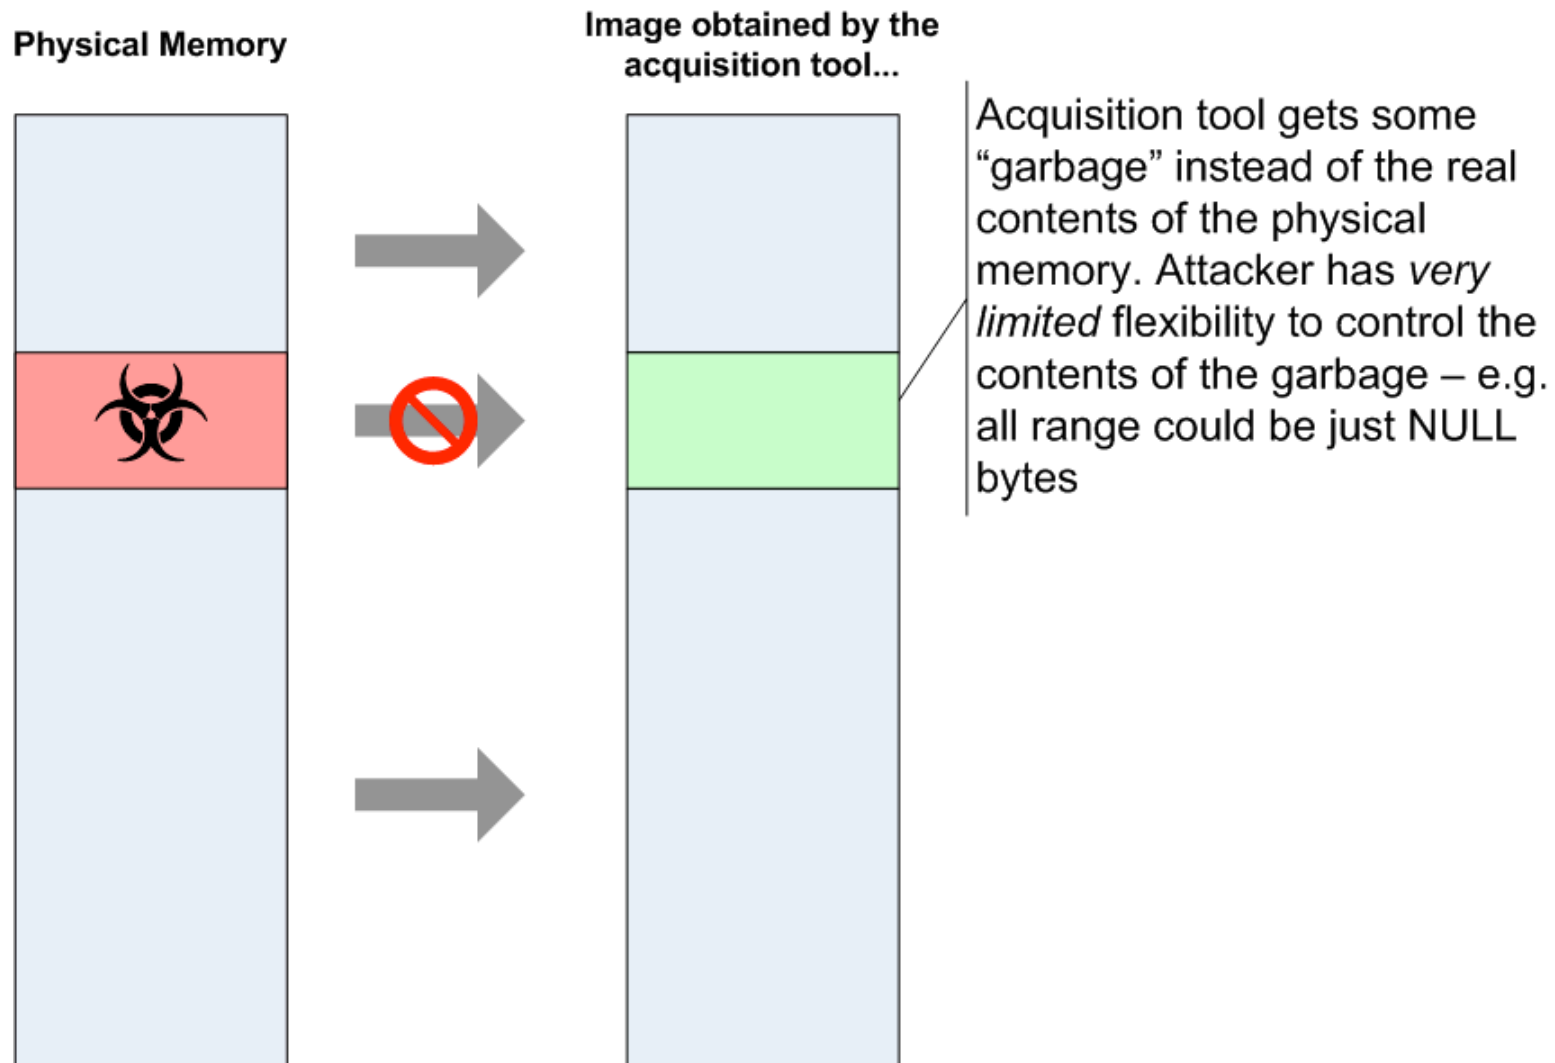 Physical Memory
Image obtained by the
acquisition tool...
Acquisition tool gets some
“garbage” instead of the real
contents of the physical
memory. Attacker has very
limited flexibility to control the
contents of the garbage – e.g.
all range could be just NULL
bytes